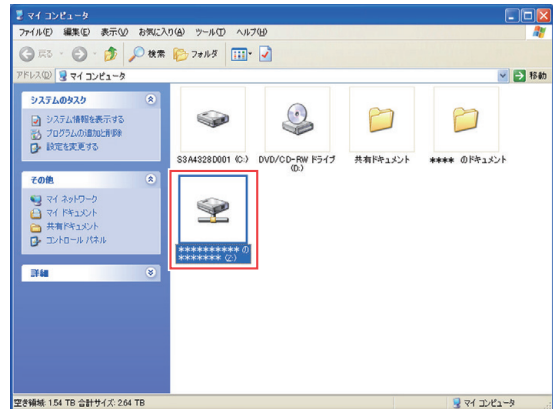 マイ コンピュータ
ファイル(F) 編集(E) 表示(V) お気に入り(A) ツール(T) ヘルプ(H)
戻る 検索 フォルダ
アドレス(D) マイ コンピュータ 移動
システムのタスク
システム情報を表示する
プログラムの追加と削除
設定を変更する
その他
マイ ネットワーク
マイ ドキュメント
共有ドキュメント
コントロール パネル
詳細
S3A4328D001 (C:) DVD/CD-RW ドライブ (D:) 共有ドキュメント **** のドキュメント
********** の
******* (Z:)
空き領域: 1.54 TB 合計サイズ: 2.64 TB マイ コンピュータ